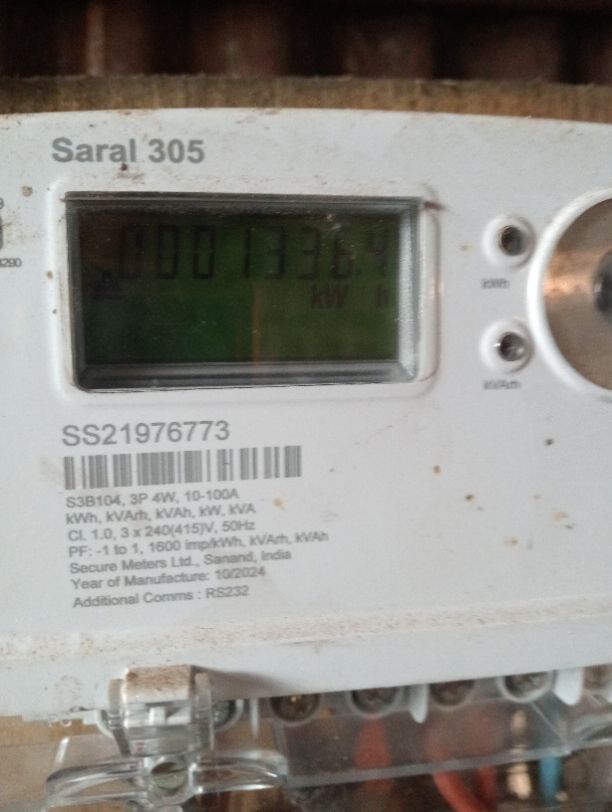 Saral 305
0001336.4
kW h
kWh
kVArh
SS21976773
S3B104, 3P 4W, 10-100A
kWh, kVArh, kVAh, kW, kVA
Cl. 1.0, 3 x 240(415)V, 50Hz
PF: -1 to 1, 1600 imp/kWh, kVArh, kVAh
Secure Meters Ltd., Sanand, India
Year of Manufacture: 10/2024
Additional Comms : RS232